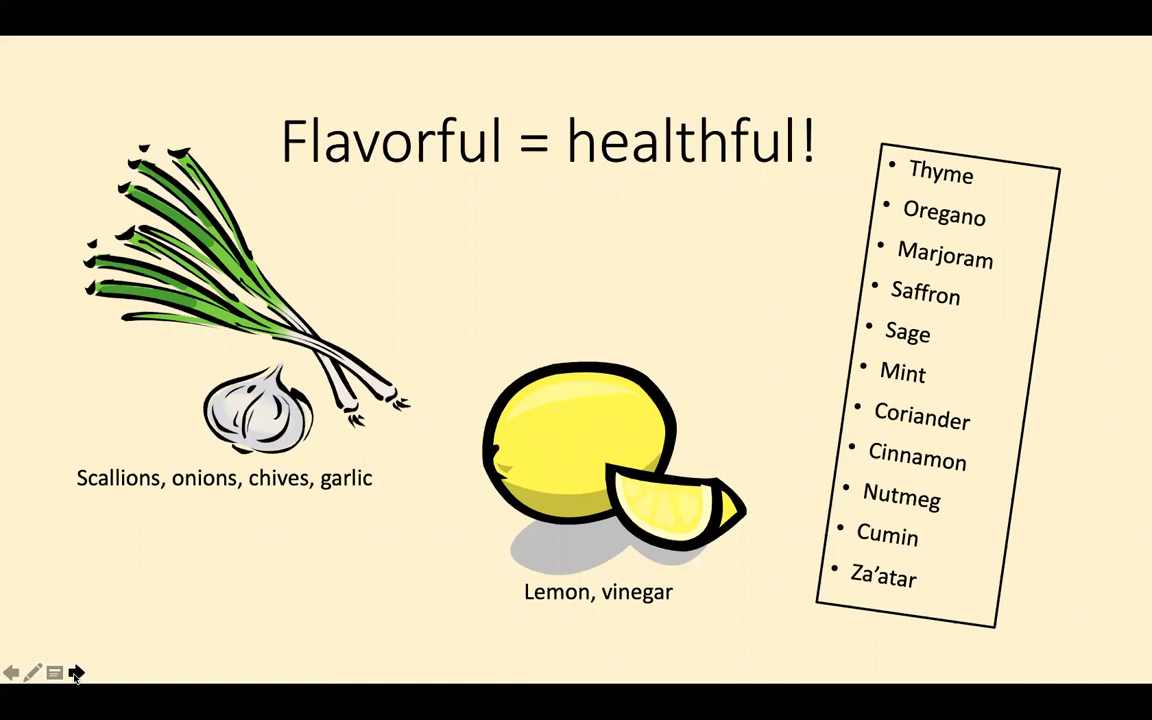 Flavorful = healthful!
Scallions, onions, chives, garlic
Lemon, vinegar
• Thyme
• Oregano
• Marjoram
• Saffron
• Sage
• Mint
• Coriander
• Cinnamon
• Nutmeg
• Cumin
• Za’atar